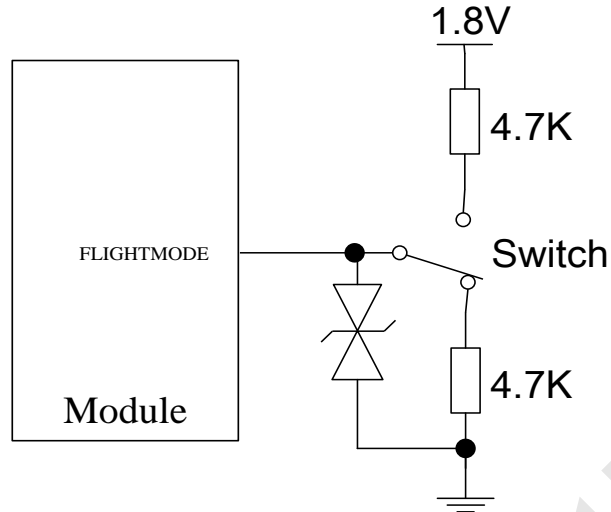 1.8V
4.7K
FLIGHTMODE
Switch
4.7K
Module